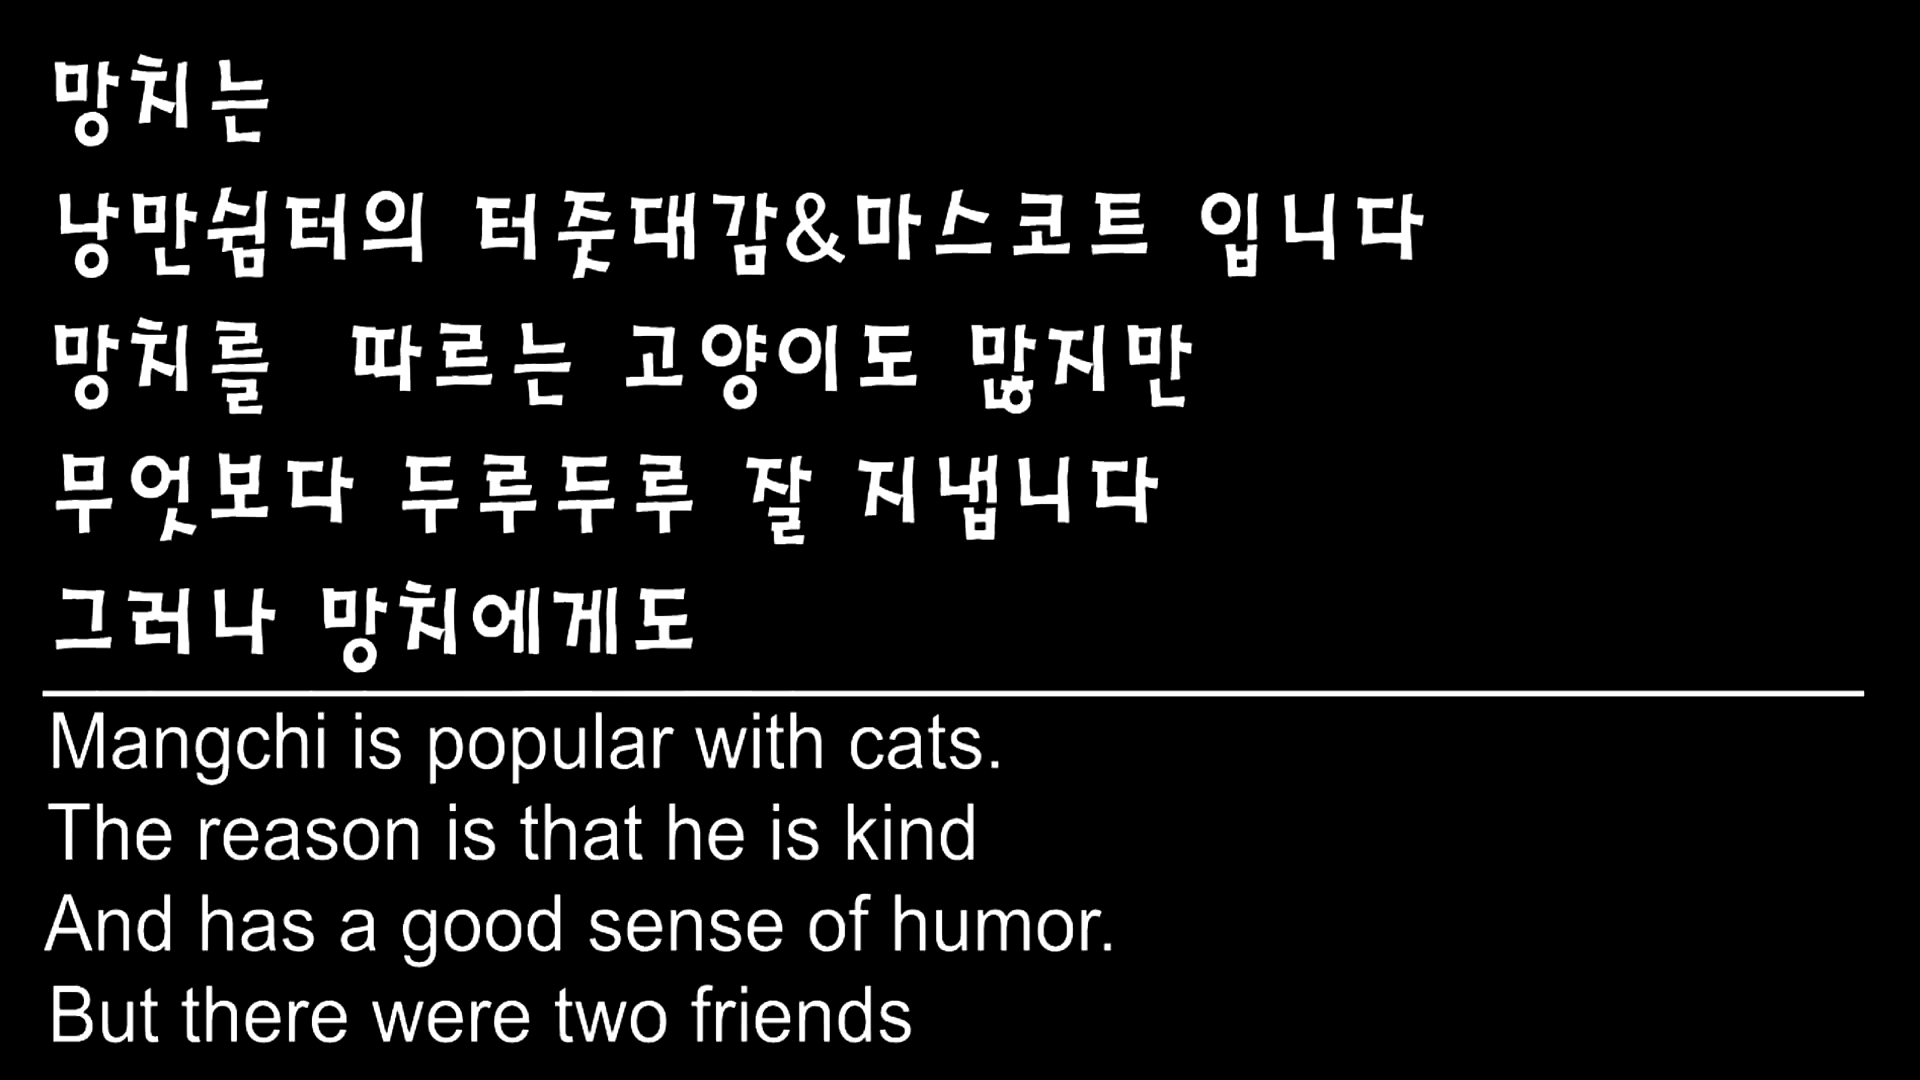 망치는
낭만쉼터의 터줏대감&마스코트 입니다
망치를 따르는 고양이도 많지만
무엇보다 두루두루 잘 지냅니다
그러나 망치에게도
Mangchi is popular with cats.
The reason is that he is kind
And has a good sense of humor.
But there were two friends